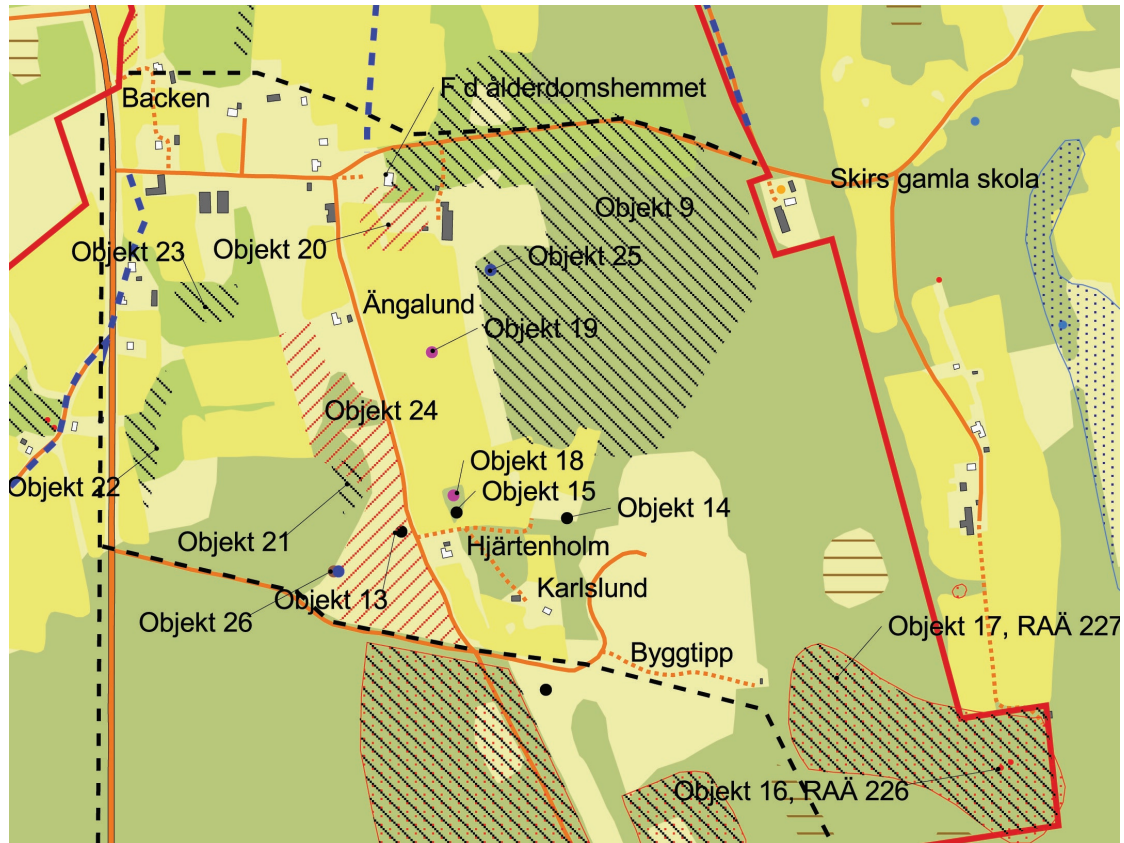 F d ålderdomshemmet
Backen
Skirs gamla skola
Objekt 9
Objekt 20
Objekt 23
Objekt 25
Ängalund
Objekt 19
Objekt 24
Objekt 18
Objekt 15
Objekt 22
Objekt 14
Objekt 21
Hjärtenholm
Karlslund
Objekt 13
Objekt 26
Objekt 17, RAÄ 227
Byggtipp
Objekt 16, RAÄ 226